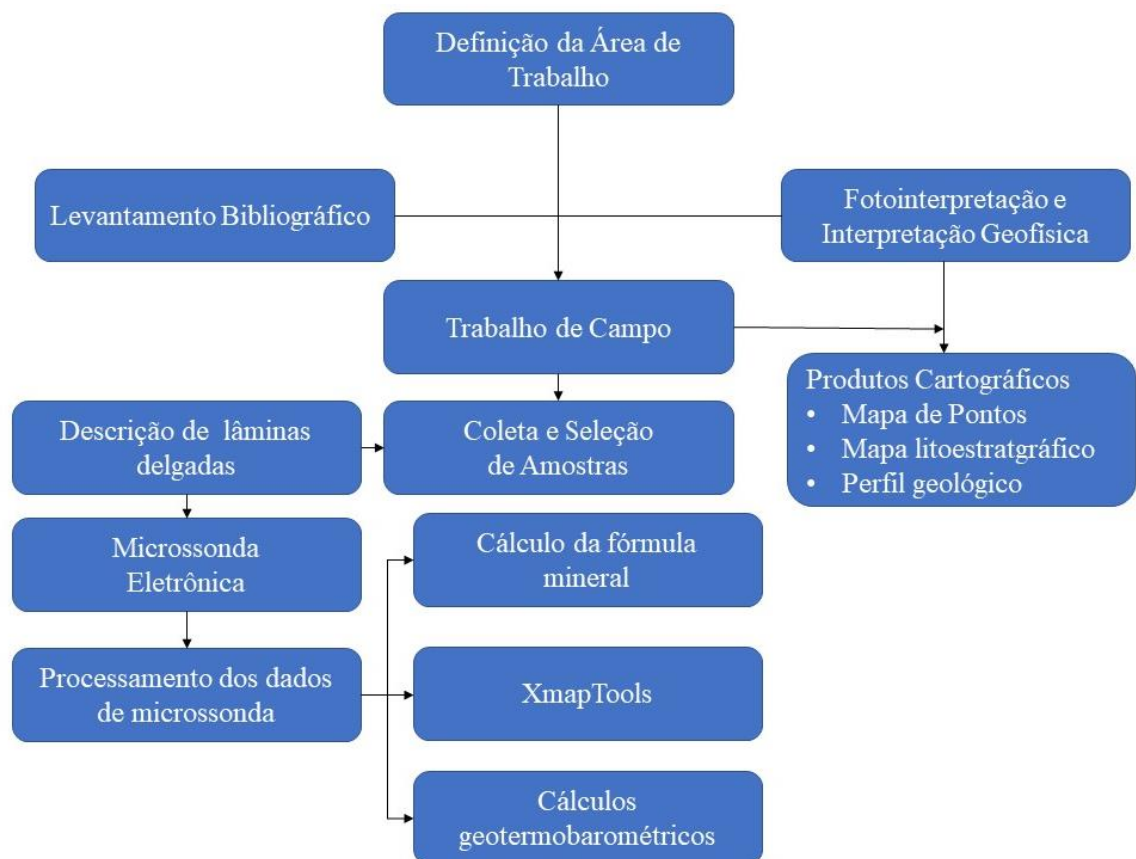 Definição da Área de
Trabalho
Levantamento Bibliográfico
Fotointerpretação e
Interpretação Geofísica
Trabalho de Campo
Produtos Cartográficos
• Mapa de Pontos
• Mapa litoestratgráfico
• Perfil geológico
Descrição de lâminas
delgadas
Coleta e Seleção
de Amostras
Microssonda
Eletrônica
Cálculo da fórmula
mineral
Processamento dos dados
de microssonda
XmapTools
Cálculos
geotermobarométricos